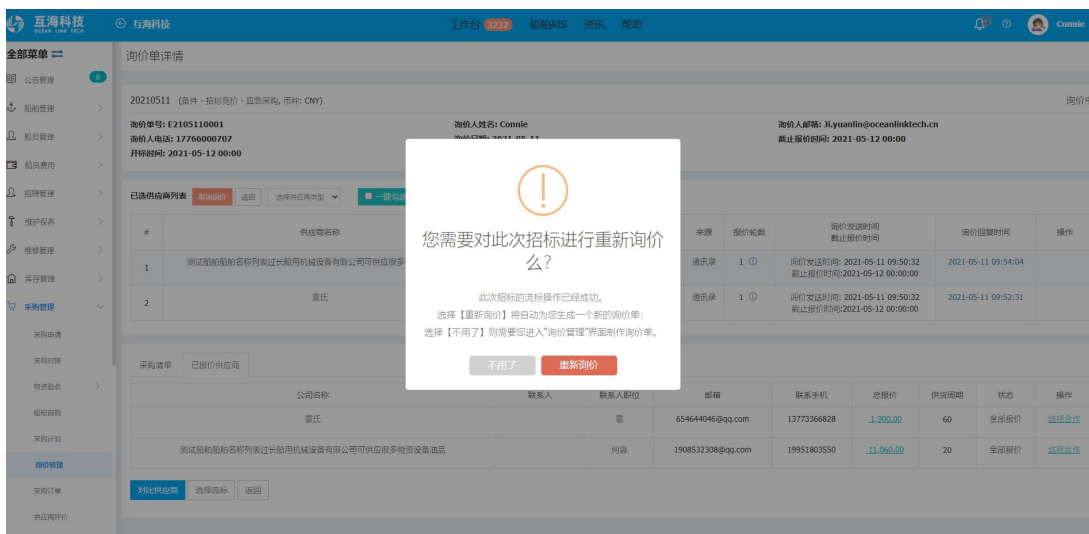 互海科技
OCEAN LINK TECH
互海科技
工作台 3232 船舶AIS 资讯 帮助
Connie
全部菜单
公告管理 0
船舶管理
船员管理
船员费用
招聘管理
维护保养
维修管理
库存管理
采购管理
采购申请
采购对接
物资验收
船舶自购
采购计划
询价管理
采购订单
供应商评价
询价单详情
20210511 (备件 - 招标竞价 - 应急采购, 币种: CNY)
询价中
询价单号: E2105110001 询价人姓名: Connie 询价人邮箱: Ji.yuanlin@oceanlinktech.cn
询价人电话: 17766000707 询价日期: 2021-05-11 截止报价时间: 2021-05-12 00:00
开标时间: 2021-05-12 00:00
已选供应商列表 取消询价 返回 选择供应商类型 一键勾选
# 供应商名称 来源 报价轮数 询价发送时间 询价回复时间 操作
截止报价时间
1 测试船舶船舶名称列表过长船用机械设备有限公司可供应很多 通讯录 1 询价发送时间: 2021-05-11 09:50:32 2021-05-11 09:54:04
截止报价时间:2021-05-12 00:00:00
2 袁氏 通讯录 1 询价发送时间: 2021-05-11 09:50:32 2021-05-11 09:52:31
截止报价时间:2021-05-12 00:00:00
您需要对此次招标进行重新询价
么?
此次招标的流标操作已经成功。
选择【重新询价】将自动为您生成一个新的询价单;
选择【不用了】则需要您进入"询价管理"界面制作询价单。
不用了 重新询价
采购清单 已报价供应商
公司名称 联系人 联系人职位 邮箱 联系手机 总报价 供货周期 状态 操作
袁氏 袁 654644046@qq.com 13773366828 1,900.00 60 全部报价 选择合作
测试船舶船舶名称列表过长船用机械设备有限公司可供应很多物资设备油品 何淼 1908532308@qq.com 19951803550 11,060.00 20 全部报价 选择合作
对比供应商 选择流标 返回